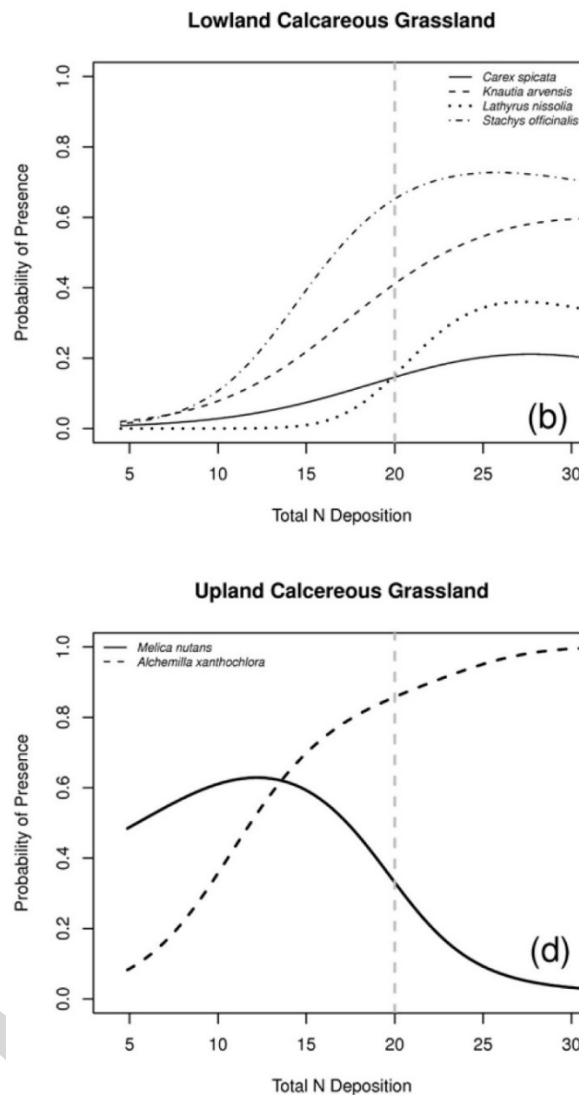 Lowland Calcareous Grassland
Carex spicata
Knautia arvensis
Lathyrus nissolia
Stachys officinalis
1.0
0.8
0.6
0.4
0.2
0.0
Probability of Presence
(b)
5 10 15 20 25 30
Total N Deposition
Upland Calcereous Grassland
Melica nutans
Alchemilla xanthochlora
1.0
0.8
0.6
0.4
0.2
0.0
Probability of Presence
(d)
5 10 15 20 25 30
Total N Deposition